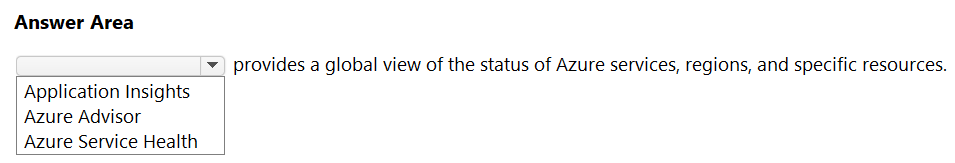 Answer Area
provides a global view of the status of Azure services, regions, and specific resources.
Application Insights
Azure Advisor
Azure Service Health